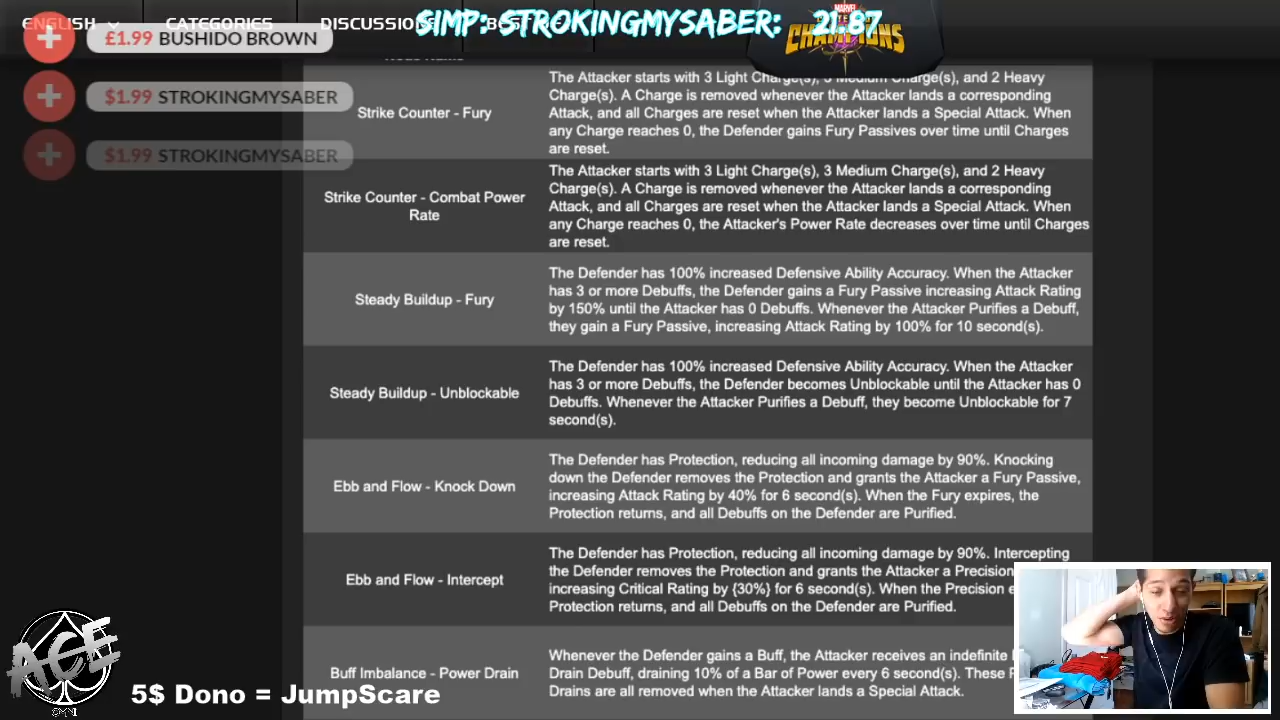 ENGLISH CATEGORIES DISCUSSIONS
SIMP: STROKINGMYSABER: 21.87
MARVEL
CHAMPIONS
+ £1.99 BUSHIDO BROWN
+ $1.99 STROKINGMYSABER
+ $1.99 STROKINGMYSABER
Node Name
Strike Counter - Fury
The Attacker starts with 3 Light Charge(s), 3 Medium Charge(s), and 2 Heavy
Charge(s). A Charge is removed whenever the Attacker lands a corresponding
Attack, and all Charges are reset when the Attacker lands a Special Attack. When
any Charge reaches 0, the Defender gains Fury Passives over time until Charges
are reset.
Strike Counter - Combat Power
Rate
The Attacker starts with 3 Light Charge(s), 3 Medium Charge(s), and 2 Heavy
Charge(s). A Charge is removed whenever the Attacker lands a corresponding
Attack, and all Charges are reset when the Attacker lands a Special Attack. When
any Charge reaches 0, the Attacker's Power Rate decreases over time until Charges
are reset.
Steady Buildup - Fury
The Defender has 100% increased Defensive Ability Accuracy. When the Attacker
has 3 or more Debuffs, the Defender gains a Fury Passive increasing Attack Rating
by 150% until the Attacker has 0 Debuffs. Whenever the Attacker Purifies a Debuff,
they gain a Fury Passive, increasing Attack Rating by 100% for 10 second(s).
Steady Buildup - Unblockable
The Defender has 100% increased Defensive Ability Accuracy. When the Attacker
has 3 or more Debuffs, the Defender becomes Unblockable until the Attacker has 0
Debuffs. Whenever the Attacker Purifies a Debuff, they become Unblockable for 7
second(s).
Ebb and Flow - Knock Down
The Defender has Protection, reducing all incoming damage by 90%. Knocking
down the Defender removes the Protection and grants the Attacker a Fury Passive,
increasing Attack Rating by 40% for 6 second(s). When the Fury expires, the
Protection returns, and all Debuffs on the Defender are Purified.
Ebb and Flow - Intercept
The Defender has Protection, reducing all incoming damage by 90%. Intercepting
the Defender removes the Protection and grants the Attacker a Precision
increasing Critical Rating by {30%} for 6 second(s). When the Precision
Protection returns, and all Debuffs on the Defender are Purified.
Buff Imbalance - Power Drain
Whenever the Defender gains a Buff, the Attacker receives an indefinite
Drain Debuff, draining 10% of a Bar of Power every 6 second(s). These
Drains are all removed when the Attacker lands a Special Attack.
ACE
OMNI
5$ Dono = JumpScare